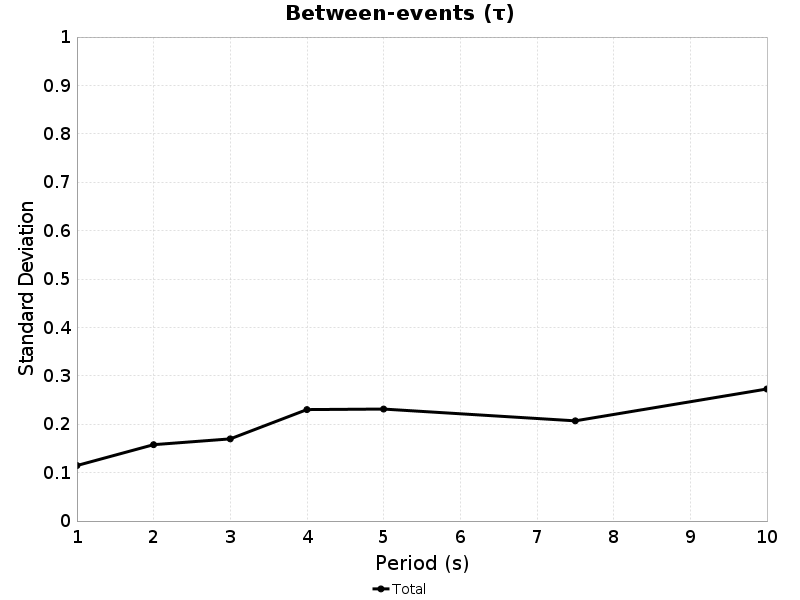 Between-events (τ)
1
0.9
0.8
0.7
0.6
0.5
0.4
0.3
0.2
0.1
0
Standard Deviation
1 2 3 4 5 6 7 8 9 10
Period (s)
Total